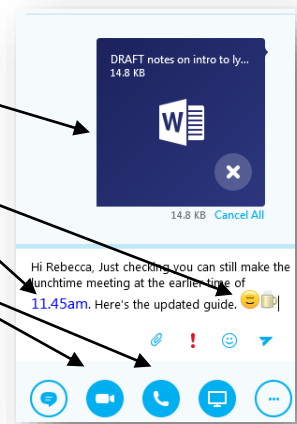 DRAFT notes on intro to ly...
14.8 KB
W
14.8 KB Cancel All
Hi Rebecca, Just checking you can still make the
lunchtime meeting at the earlier time of
11.45am. Here's the updated guide.